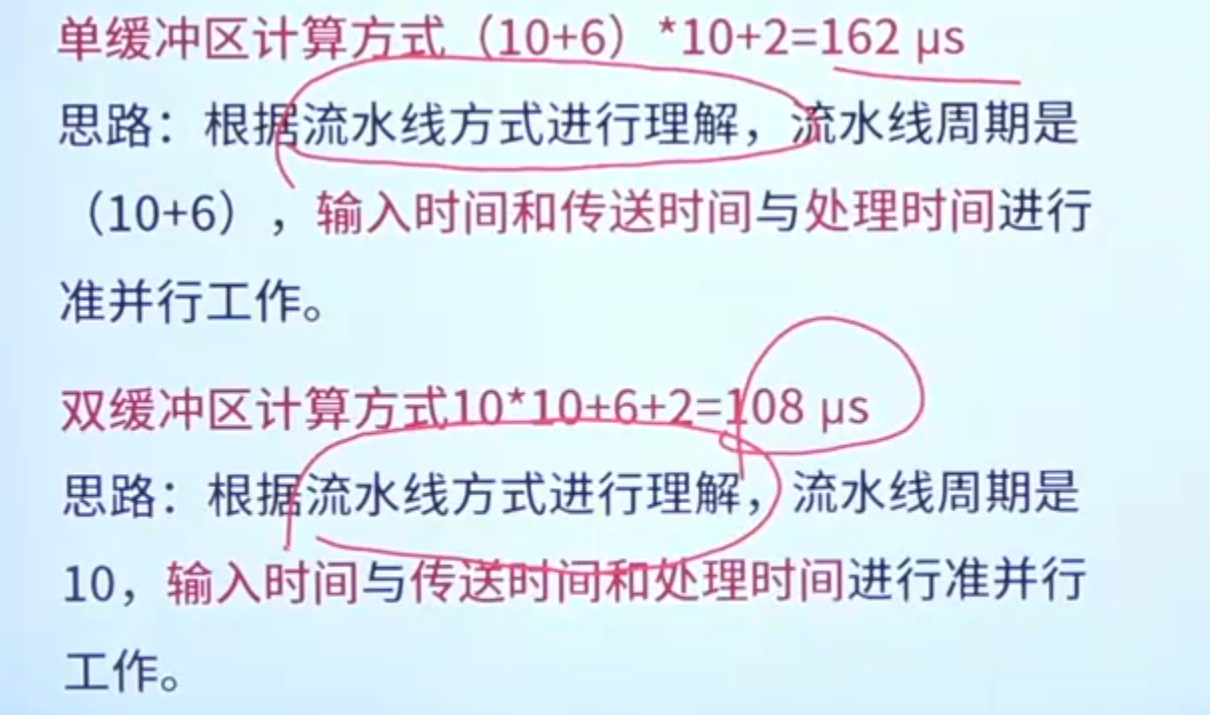 单缓冲区计算方式（10+6）*10+2=162 μs
思路：根据流水线方式进行理解，流水线周期是
（10+6），输入时间和传送时间与处理时间进行
准并行工作。
双缓冲区计算方式10*10+6+2=108 μs
思路：根据流水线方式进行理解，流水线周期是
10，输入时间与传送时间和处理时间进行准并行
工作。